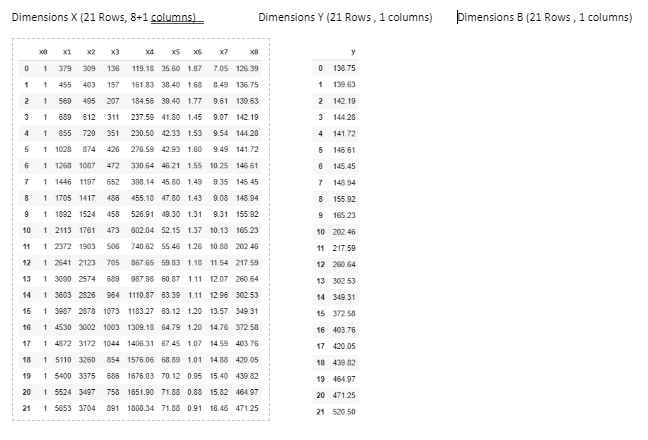 Dimensions X (21 Rows, 8+1 columns)
Dimensions Y (21 Rows , 1 columns)
Dimensions B (21 Rows , 1 columns)
x0 x1 x2 x3 x4 x5 x6 x7 x8
0 1 379 309 136 119.18 35.60 1.87 7.05 126.39
1 1 455 403 157 161.83 38.40 1.68 8.49 136.75
2 1 569 495 207 184.56 39.40 1.77 9.61 139.63
3 1 689 612 311 237.59 41.80 1.45 9.07 142.19
4 1 855 720 351 230.50 42.33 1.53 9.54 144.28
5 1 1028 874 426 276.59 42.93 1.60 9.49 141.72
6 1 1268 1087 472 330.64 46.21 1.55 10.25 146.61
7 1 1446 1197 652 398.14 45.80 1.49 9.35 145.45
8 1 1705 1417 486 455.10 47.80 1.43 9.08 148.94
9 1 1892 1524 458 526.91 49.30 1.31 9.31 155.92
10 1 2113 1761 473 602.04 52.15 1.37 10.13 165.23
11 1 2372 1903 506 740.62 55.46 1.26 10.88 202.46
12 1 2641 2123 705 867.65 59.83 1.18 11.54 217.59
13 1 3090 2574 689 987.98 60.87 1.11 12.07 260.64
14 1 3603 2826 964 1110.87 63.39 1.11 12.96 302.53
15 1 3987 2878 1073 1183.27 63.12 1.20 13.57 349.31
16 1 4530 3002 1003 1309.18 64.79 1.20 14.76 372.58
17 1 4872 3172 1044 1406.31 67.45 1.07 14.59 403.76
18 1 5110 3260 854 1576.06 68.89 1.01 14.88 420.05
19 1 5400 3375 686 1676.03 70.12 0.95 15.40 439.82
20 1 5524 3497 758 1651.90 71.88 0.88 15.82 464.97
21 1 5653 3704 891 1808.34 71.88 0.91 16.46 471.25
y
0 136.75
1 139.63
2 142.19
3 144.28
4 141.72
5 146.61
6 145.45
7 148.94
8 155.92
9 165.23
10 202.46
11 217.59
12 260.64
13 302.53
14 349.31
15 372.58
16 403.76
17 420.05
18 439.82
19 464.97
20 471.25
21 520.50